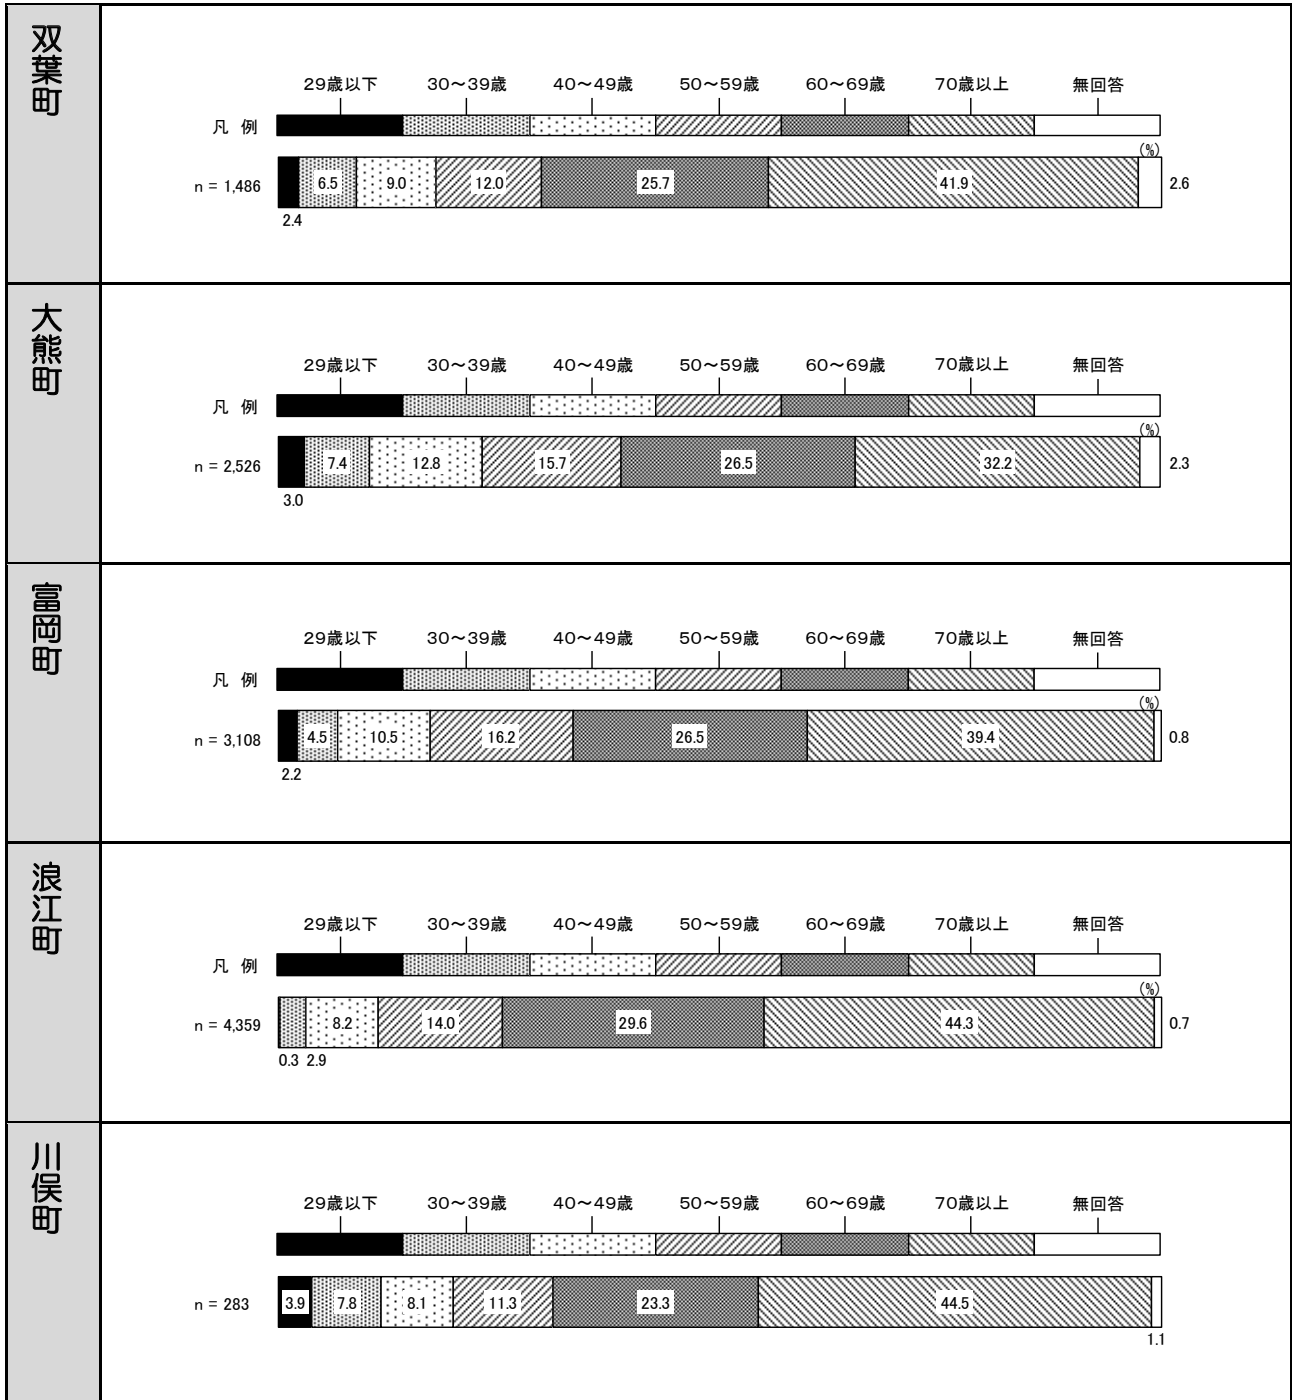 双葉町
29歳以下 30～39歳 40～49歳 50～59歳 60～69歳 70歳以上 無回答
凡 例
(%)
n = 1,486 6.5 9.0 12.0 25.7 41.9 2.6
2.4
大熊町
29歳以下 30～39歳 40～49歳 50～59歳 60～69歳 70歳以上 無回答
凡 例
(%)
n = 2,526 7.4 12.8 15.7 26.5 32.2 2.3
3.0
富岡町
29歳以下 30～39歳 40～49歳 50～59歳 60～69歳 70歳以上 無回答
凡 例
(%)
n = 3,108 4.5 10.5 16.2 26.5 39.4 0.8
2.2
浪江町
29歳以下 30～39歳 40～49歳 50～59歳 60～69歳 70歳以上 無回答
凡 例
(%)
n = 4,359 8.2 14.0 29.6 44.3 0.7
0.3 2.9
川俣町
29歳以下 30～39歳 40～49歳 50～59歳 60～69歳 70歳以上 無回答
n = 283 3.9 7.8 8.1 11.3 23.3 44.5
1.1